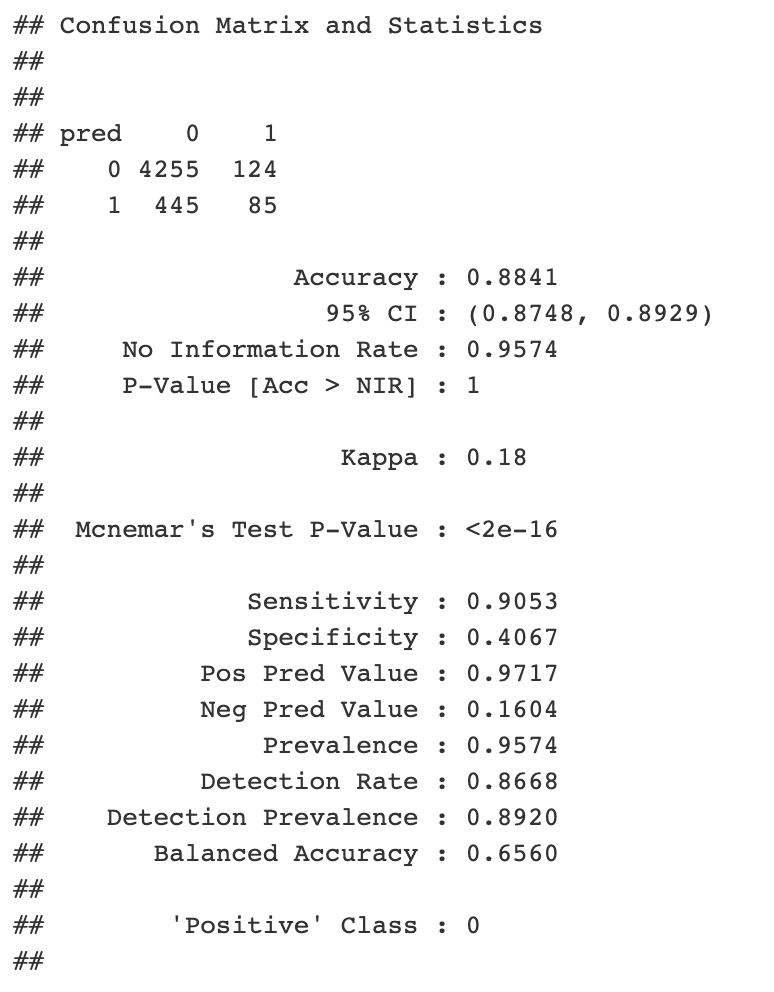 ## Confusion Matrix and Statistics
##
##
## pred    0    1
##    0 4255  124
##    1  445   85
##
##                Accuracy : 0.8841
##                  95% CI : (0.8748, 0.8929)
##     No Information Rate : 0.9574
##     P-Value [Acc > NIR] : 1
##
##                   Kappa : 0.18
##
##  Mcnemar's Test P-Value : <2e-16
##
##             Sensitivity : 0.9053
##             Specificity : 0.4067
##          Pos Pred Value : 0.9717
##          Neg Pred Value : 0.1604
##              Prevalence : 0.9574
##          Detection Rate : 0.8668
##    Detection Prevalence : 0.8920
##       Balanced Accuracy : 0.6560
##
##        'Positive' Class : 0
##